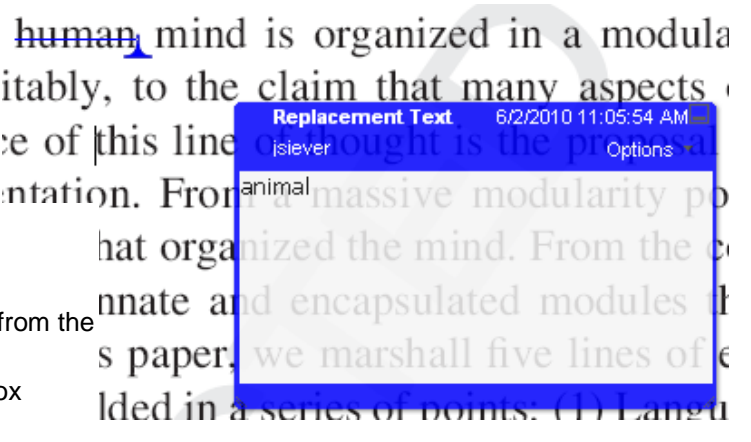 human mind is organized in a modula
itably, to the claim that many aspects
Replacement Text 6/2/2010 11:05:54 AM
ce of this line of thought is the proposal
jsiever Options
entation. From a massive modularity po
animal
hat organized the mind. From the c
nnate and encapsulated modules th
from the
s paper, we marshall five lines of e
ox
lded in a series of points: (1) Langu